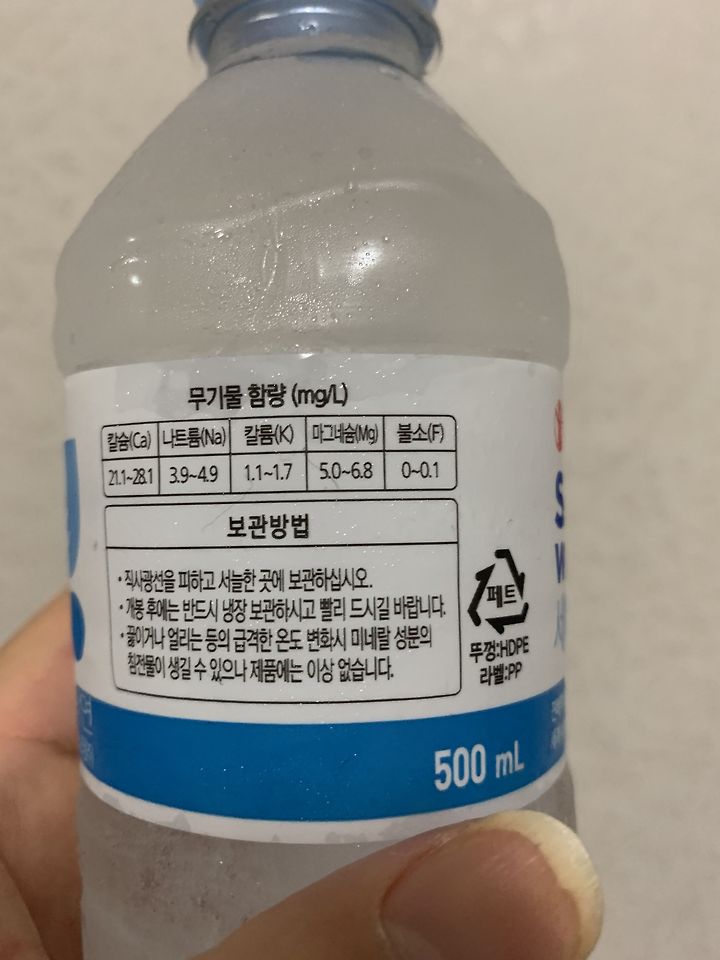 무기물 함량 (mg/L)
칼슘(Ca) 나트륨(Na) 칼륨(K) 마그네슘(Mg) 불소(F)
21.1~28.1 3.9~4.9 1.1~1.7 5.0~6.8 0~0.1
보관방법
• 직사광선을 피하고 서늘한 곳에 보관하십시오.
• 개봉 후에는 반드시 냉장 보관하시고 빨리 드시길 바랍니다.
• 끓이거나 얼리는 등의 급격한 온도 변화시 미네랄 성분의
침전물이 생길 수 있으나 제품에는 이상 없습니다.
페트
뚜껑:HDPE
라벨:PP
500 mL